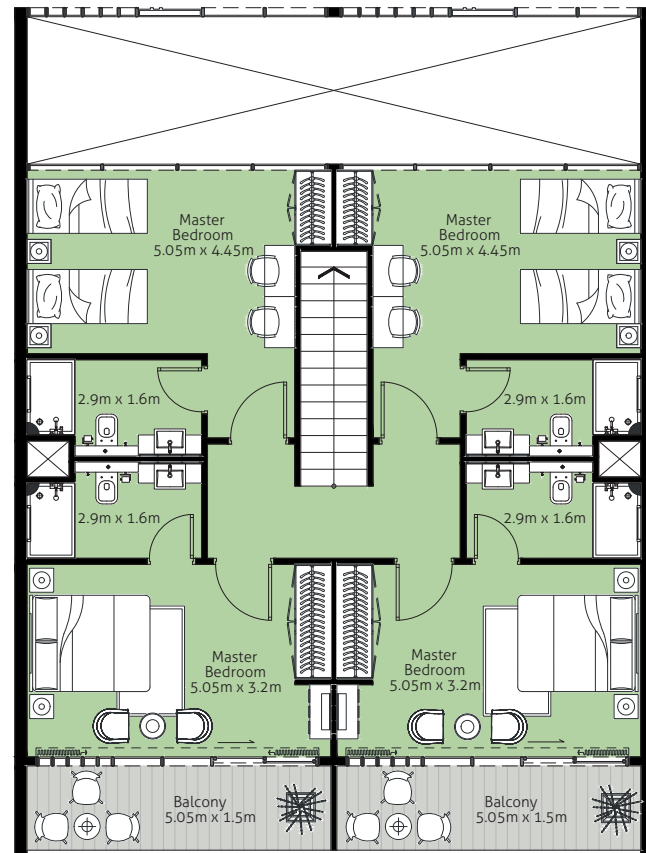 Master
Bedroom
5.05m x 4.45m
Master
Bedroom
5.05m x 4.45m
2.9m x 1.6m
2.9m x 1.6m
2.9m x 1.6m
2.9m x 1.6m
Master
Bedroom
5.05m x 3.2m
Master
Bedroom
5.05m x 3.2m
Balcony
5.05m x 1.5m
Balcony
5.05m x 1.5m